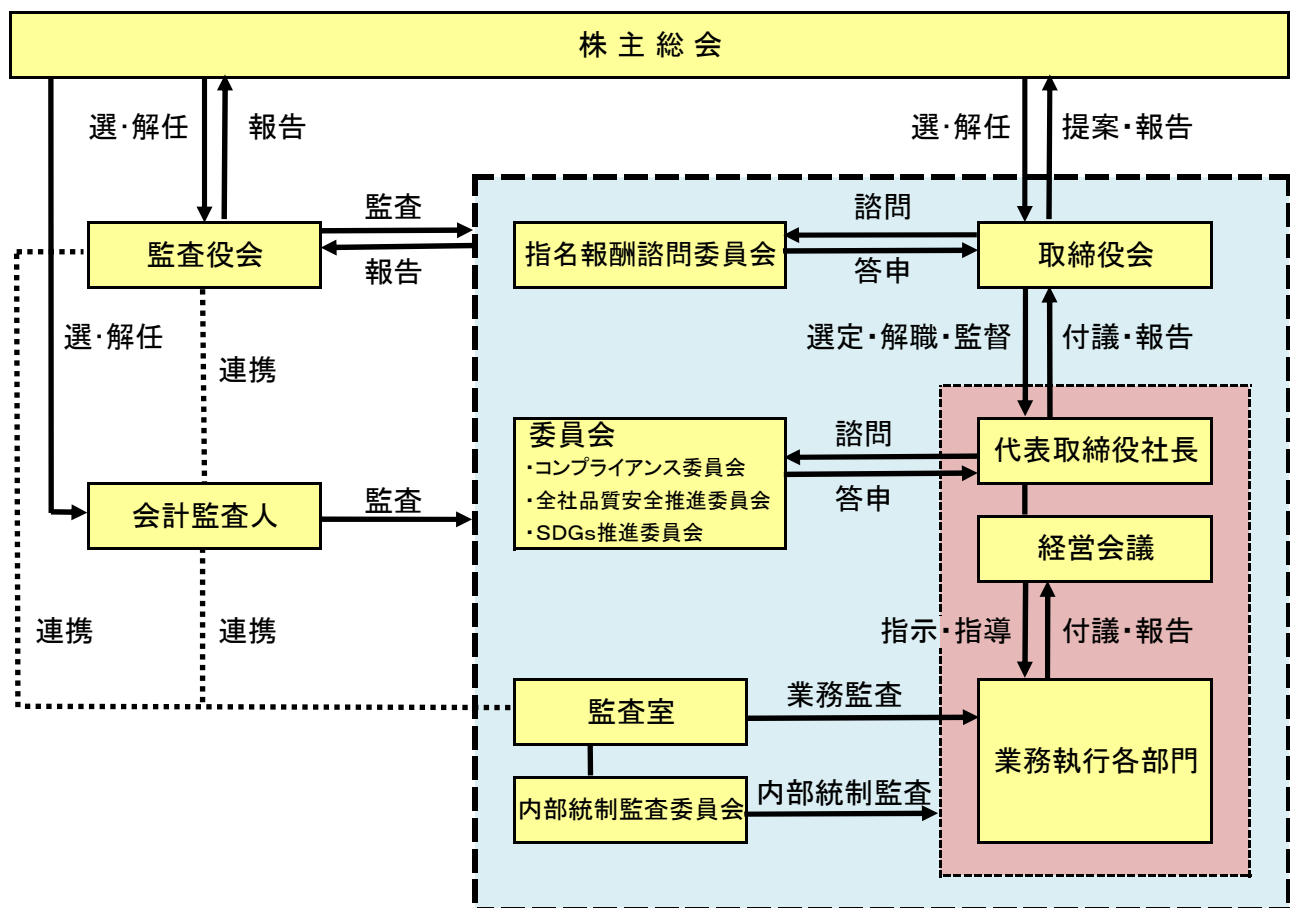 株主総会
選・解任
報告
選・解任
提案・報告
監査役会
監査
報告
指名報酬諮問委員会
諮問
答申
取締役会
選・解任
連携
選定・解職・監督
付議・報告
委員会
・コンプライアンス委員会
・全社品質安全推進委員会
・SDGs推進委員会
諮問
答申
代表取締役社長
会計監査人
監査
経営会議
連携
連携
指示・指導
付議・報告
監査室
業務監査
業務執行各部門
内部統制監査委員会
内部統制監査